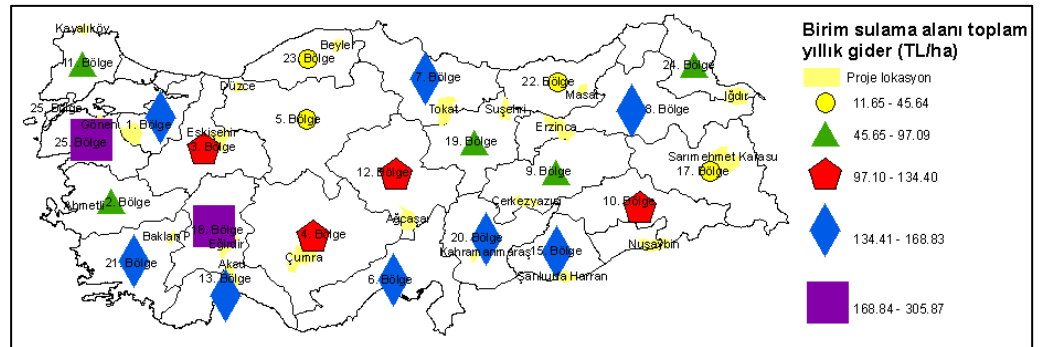 Birim sulama alanı toplam
yıllık gider (TL/ha)
Proje lokasyon
11.65 - 45.64
45.65 - 97.09
97.10 - 134.40
134.41 - 168.83
168.84 - 305.87
Kayalıköy
11. Bölge
23. Bölge
Beyler
7. Bölge
22. Bölge
Masat
24. Bölge
Iğdır
25. Bölge
Gönen
1. Bölge
25. Bölge
Düzce
5. Bölge
Tokat
Suşehri
8. Bölge
Eskişehir
3. Bölge
19. Bölge
Erzinca
Sarımehmet Karasu
17. Bölge
12. Bölge
9. Bölge
Ahmetli
2. Bölge
Çerkezyazısı
10. Bölge
Baklan P
18. Bölge
Eğirdir
4. Bölge
Ağcaşar
20. Bölge
Kahramanmaraş
15. Bölge
Nusaybin
21. Bölge
Çumra
13. Bölge
6. Bölge
Şanlıurfa Harran